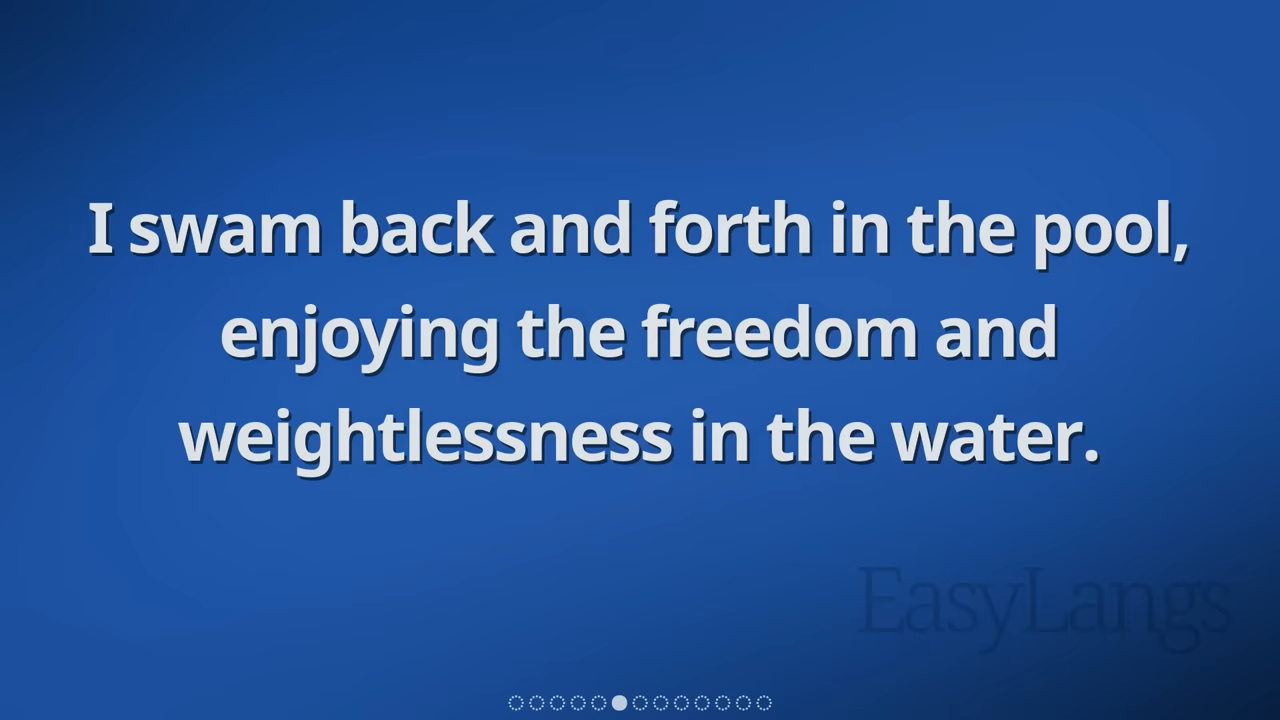 I swam back and forth in the pool,
enjoying the freedom and
weightlessness in the water.
EasyLangs